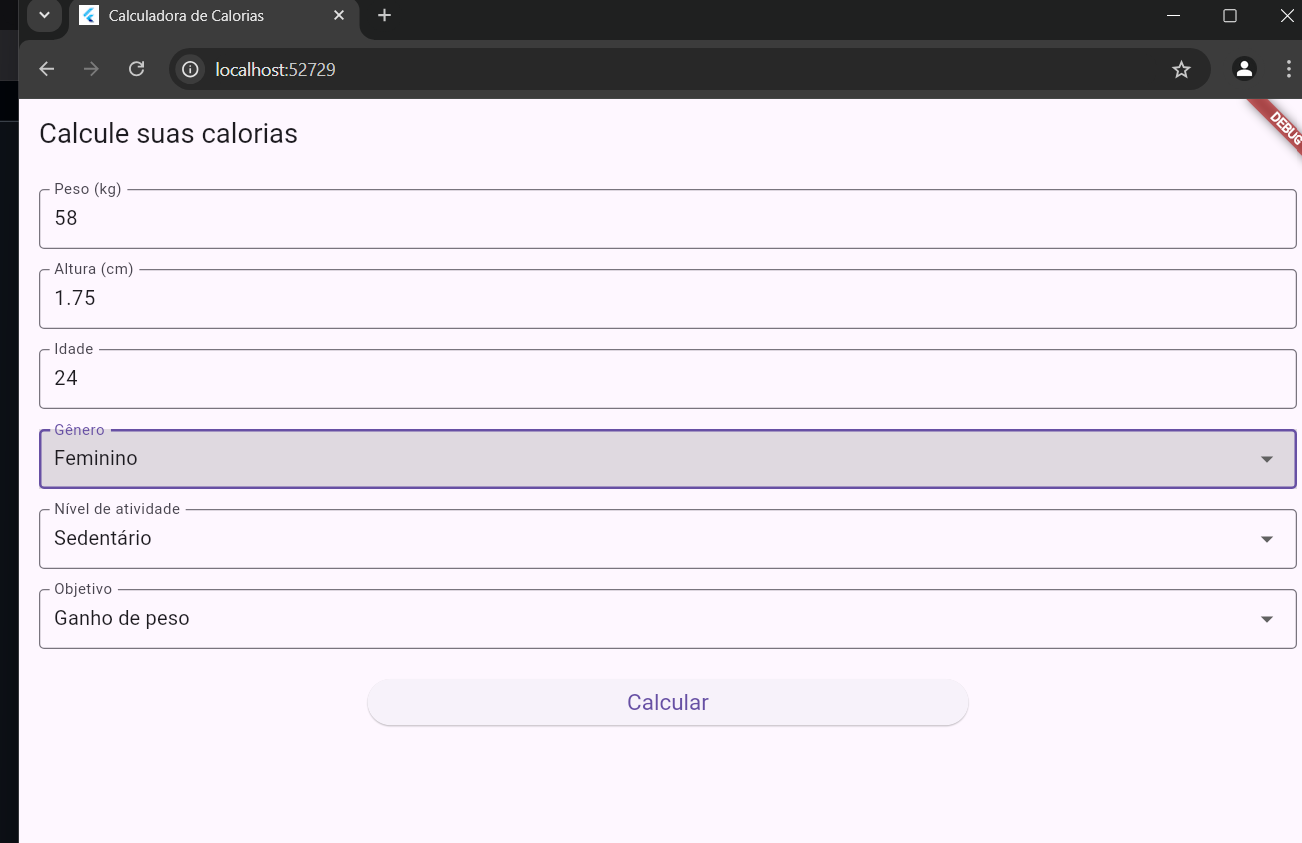 Calculadora de Calorias
localhost:52729
DEBUG
Calcule suas calorias
Peso (kg)
58
Altura (cm)
1.75
Idade
24
Gênero
Feminino
Nível de atividade
Sedentário
Objetivo
Ganho de peso
Calcular